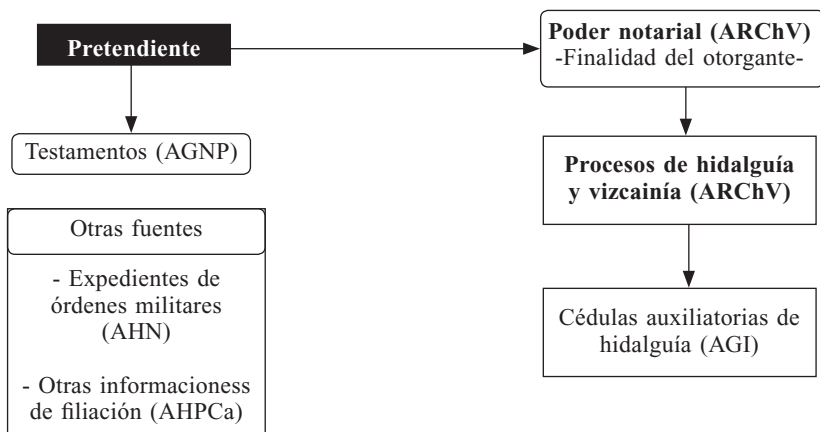 Pretendiente
Poder notarial (ARChV)
-Finalidad del otorgante-
Testamentos (AGNP)
Procesos de hidalguía
y vizcainía (ARChV)
Otras fuentes
- Expedientes de
órdenes militares
(AHN)
- Otras informacioness
de filiación (AHPCa)
Cédulas auxiliatorias de
hidalguía (AGI)